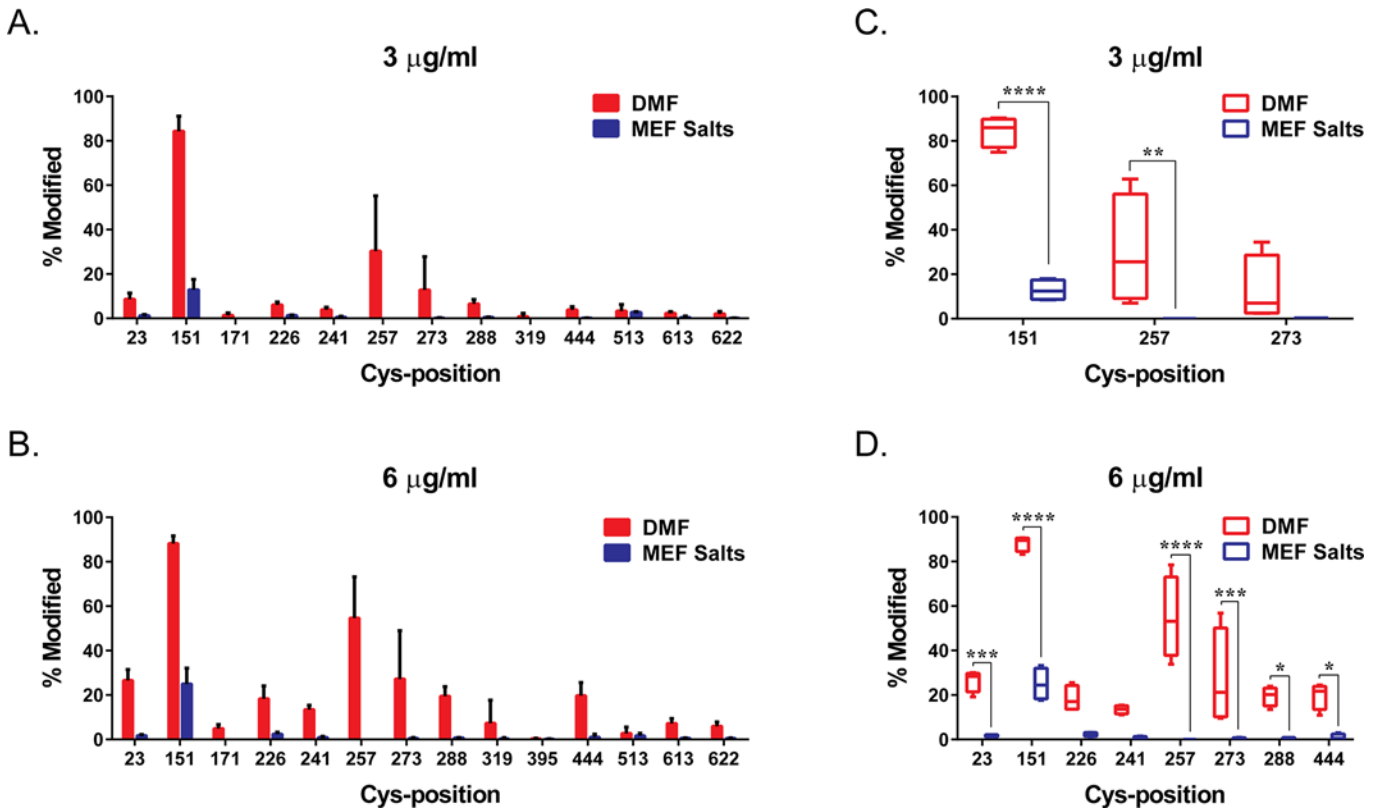 A.
3 μg/ml
DMF
MEF Salts
% Modified
100
80
60
40
20
0
23 151 171 226 241 257 273 288 319 444 513 613 622
Cys-position
C.
3 μg/ml
DMF
MEF Salts
% Modified
100
80
60
40
20
0
****
**
151 257 273
Cys-position
B.
6 μg/ml
DMF
MEF Salts
% Modified
100
80
60
40
20
0
23 151 171 226 241 257 273 288 319 395 444 513 613 622
Cys-position
D.
6 μg/ml
DMF
MEF Salts
% Modified
100
80
60
40
20
0
***
****
****
***
*
*
23 151 226 241 257 273 288 444
Cys-position